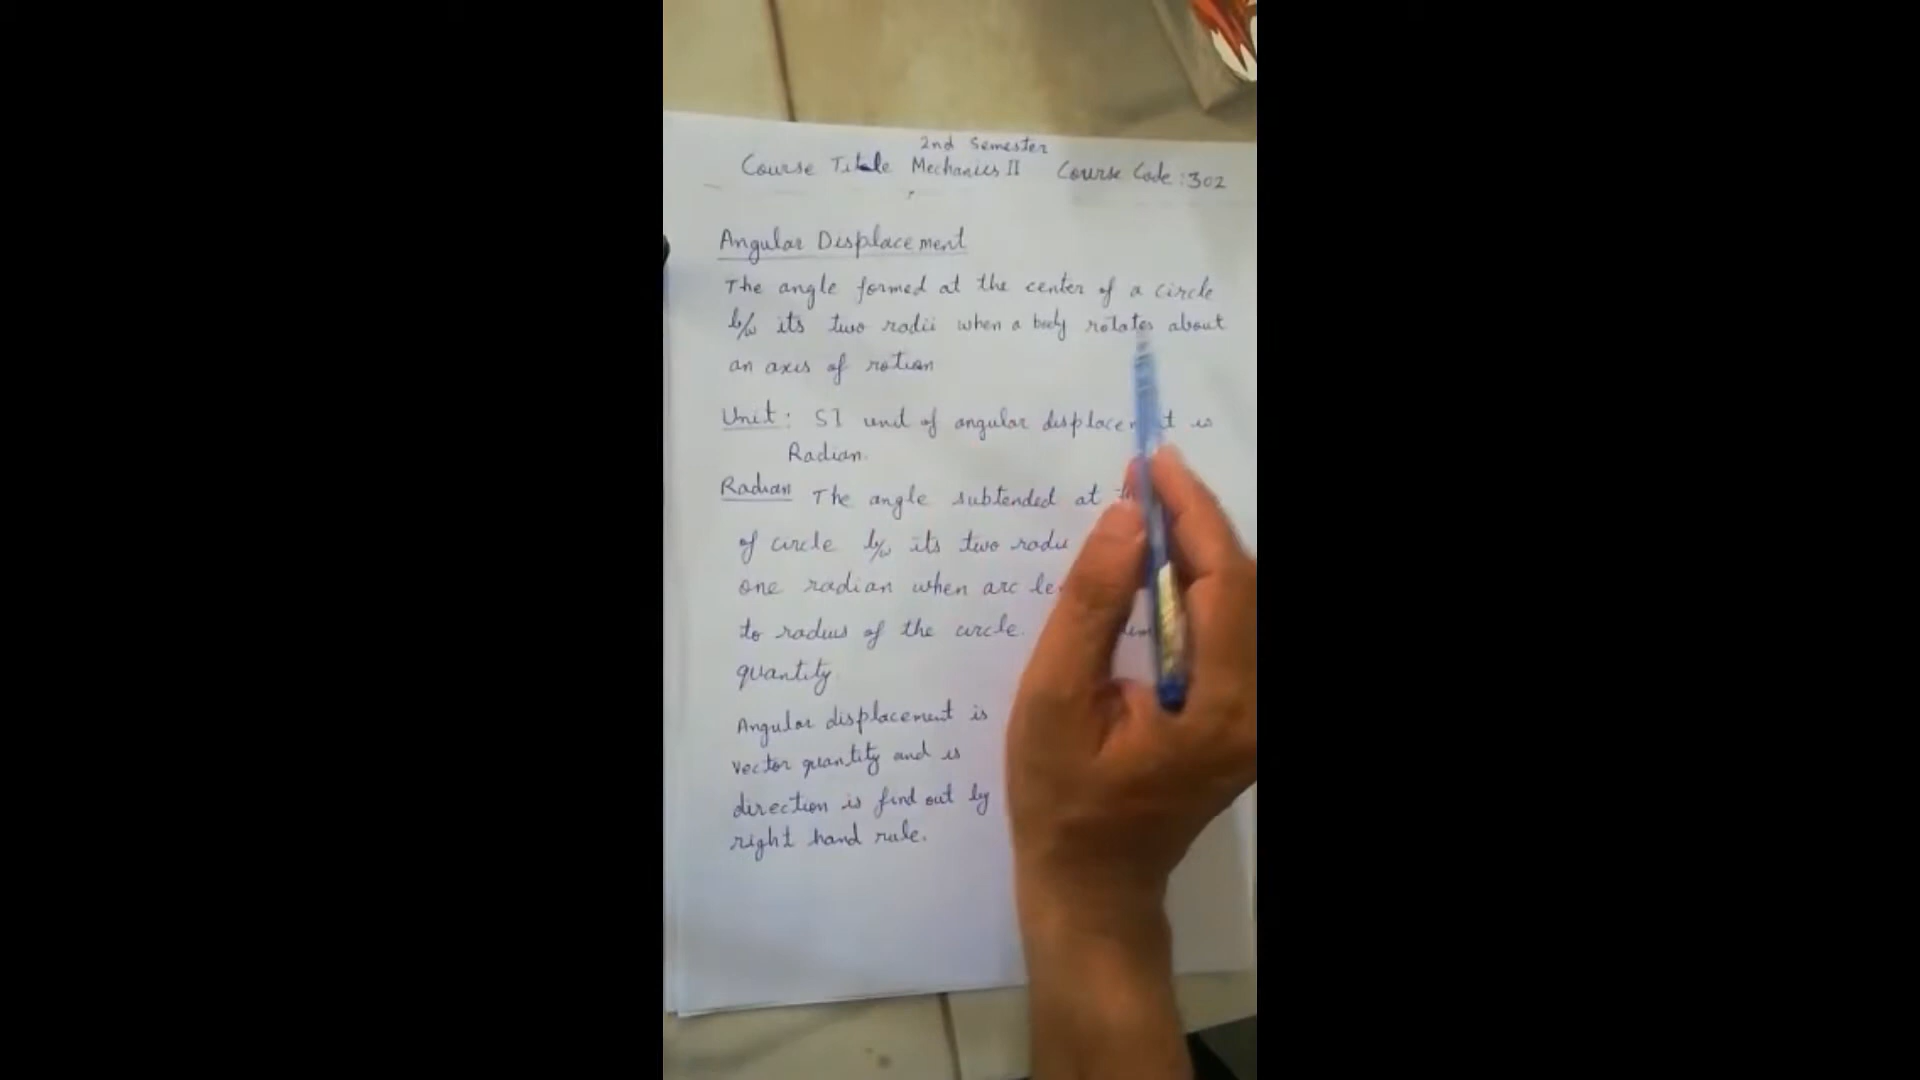 2nd Semester
Course Title Mechanics II Course Code: 302
Angular Displacement
The angle formed at the center of a circle
b/w its two radii when a body rotates about
an axis of rotion
Unit: SI unit of angular displacement is
Radian.
Radian The angle subtended at
of circle b/w its two radii
one radian when arc
to radius of the circle.
quantity
Angular displacement is
vector quantity and is
direction is find out by
right hand rule.